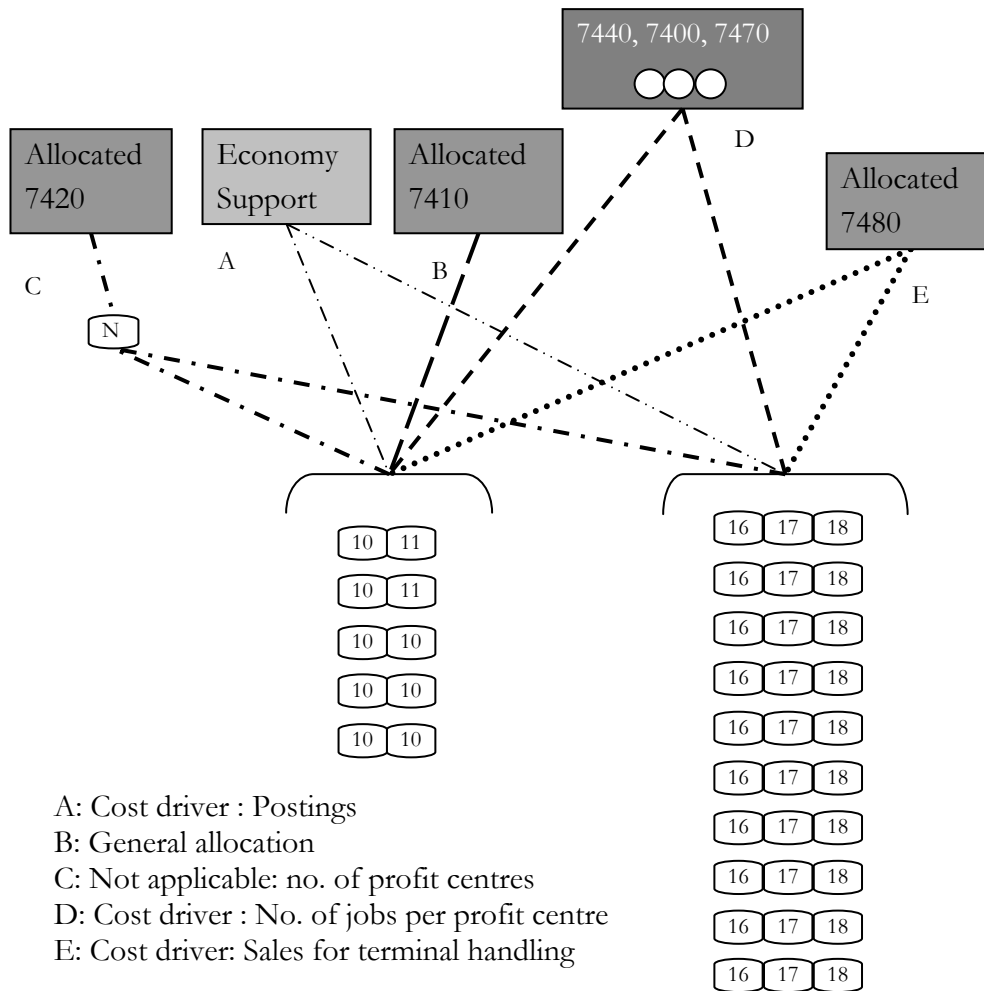 7440, 7400, 7470
D
Allocated
7420
Economy
Support
Allocated
7410
Allocated
7480
A
B
C
E
N
10 11
10 11
10 10
10 10
10 10
16 17 18
16 17 18
16 17 18
16 17 18
16 17 18
16 17 18
16 17 18
16 17 18
16 17 18
16 17 18
A: Cost driver : Postings
B: General allocation
C: Not applicable: no. of profit centres
D: Cost driver : No. of jobs per profit centre
E: Cost driver: Sales for terminal handling